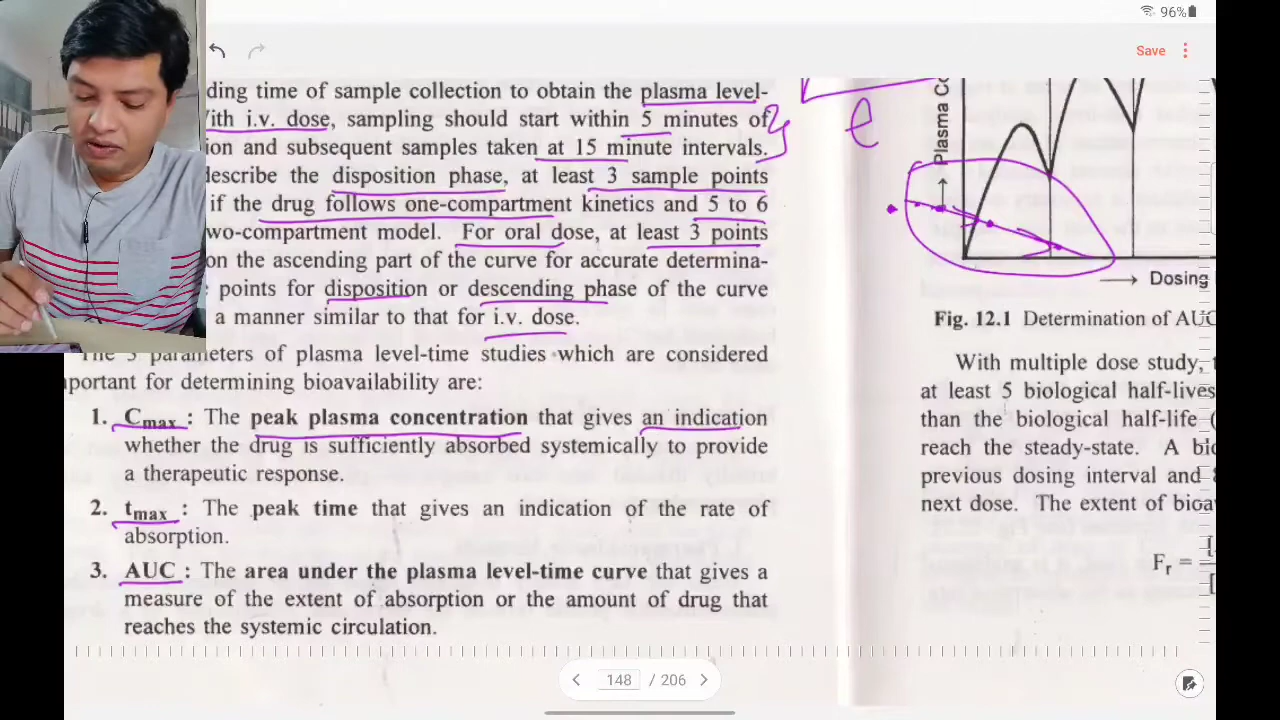 96%
Save
ding time of sample collection to obtain the plasma level-
ith i.v. dose, sampling should start within 5 minutes of
ion and subsequent samples taken at 15 minute intervals.
describe the disposition phase, at least 3 sample points
if the drug follows one-compartment kinetics and 5 to 6
wo-compartment model. For oral dose, at least 3 points
on the ascending part of the curve for accurate determina-
points for disposition or descending phase of the curve
a manner similar to that for i.v. dose.
The 3 parameters of plasma level-time studies which are considered
portant for determining bioavailability are:
1. Cmax : The peak plasma concentration that gives an indication
whether the drug is sufficiently absorbed systemically to provide
a therapeutic response.
2. tmax : The peak time that gives an indication of the rate of
absorption.
3. AUC : The area under the plasma level-time curve that gives a
measure of the extent of absorption or the amount of drug that
reaches the systemic circulation.
e
Plasma Co
Dosing
Fig. 12.1 Determination of AUC
With multiple dose study, t
at least 5 biological half-lives
than the biological half-life (
reach the steady-state. A bio
previous dosing interval and 8
next dose. The extent of bioav
Fr =
148 / 206